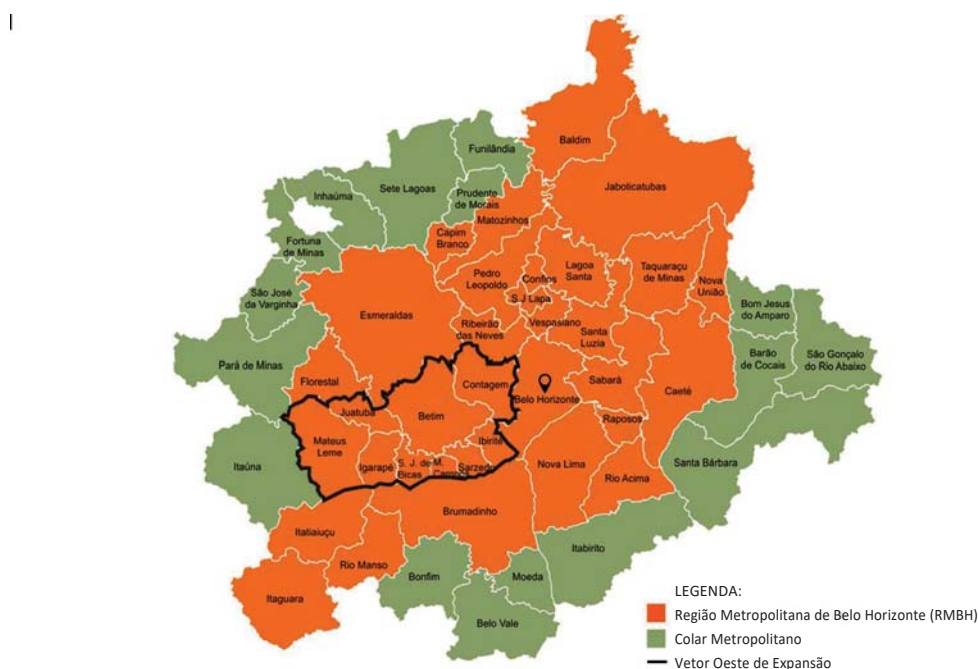 Baldim
Funilândia
Jaboticatubas
Sete Lagoas
Inhaúma
Prudente
de Morais
Matozinhos
Capim
Branco
Fortuna
de Minas
Lagoa
Santa
Taquaraçu
de Minas
Pedro
Leopoldo
Confins
Nova
União
São José
da Varginha
S.J Lapa
Bom Jesus
do Amparo
Esmeraldas
Ribeirão
das Neves
Vespasiano
Santa
Luzia
Pará de Minas
Barão
de Cocais
São Gonçalo
do Rio Abaixo
Florestal
Contagem
Sabará
Belo Horizonte
Caeté
Juatuba
Betim
Raposos
Mateus
Leme
Ibirité
Itaúna
Igarapé
S. J. de
Bicas
M.
Campos
Sarzedo
Nova Lima
Santa Bárbara
Rio Acima
Brumadinho
Itatiaiuçu
Itabirito
Rio Manso
Bonfim
Moeda
Itaguara
Belo Vale
LEGENDA:
Região Metropolitana de Belo Horizonte (RMBH)
Colar Metropolitano
Vetor Oeste de Expansão